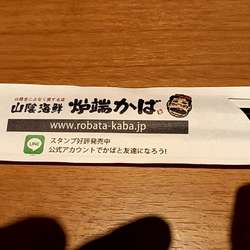 山陰海鮮 炉端かば
www.robata-kaba.jp
LINE
スタンプ好評発売中
公式アカウントでかばと友達になろう!